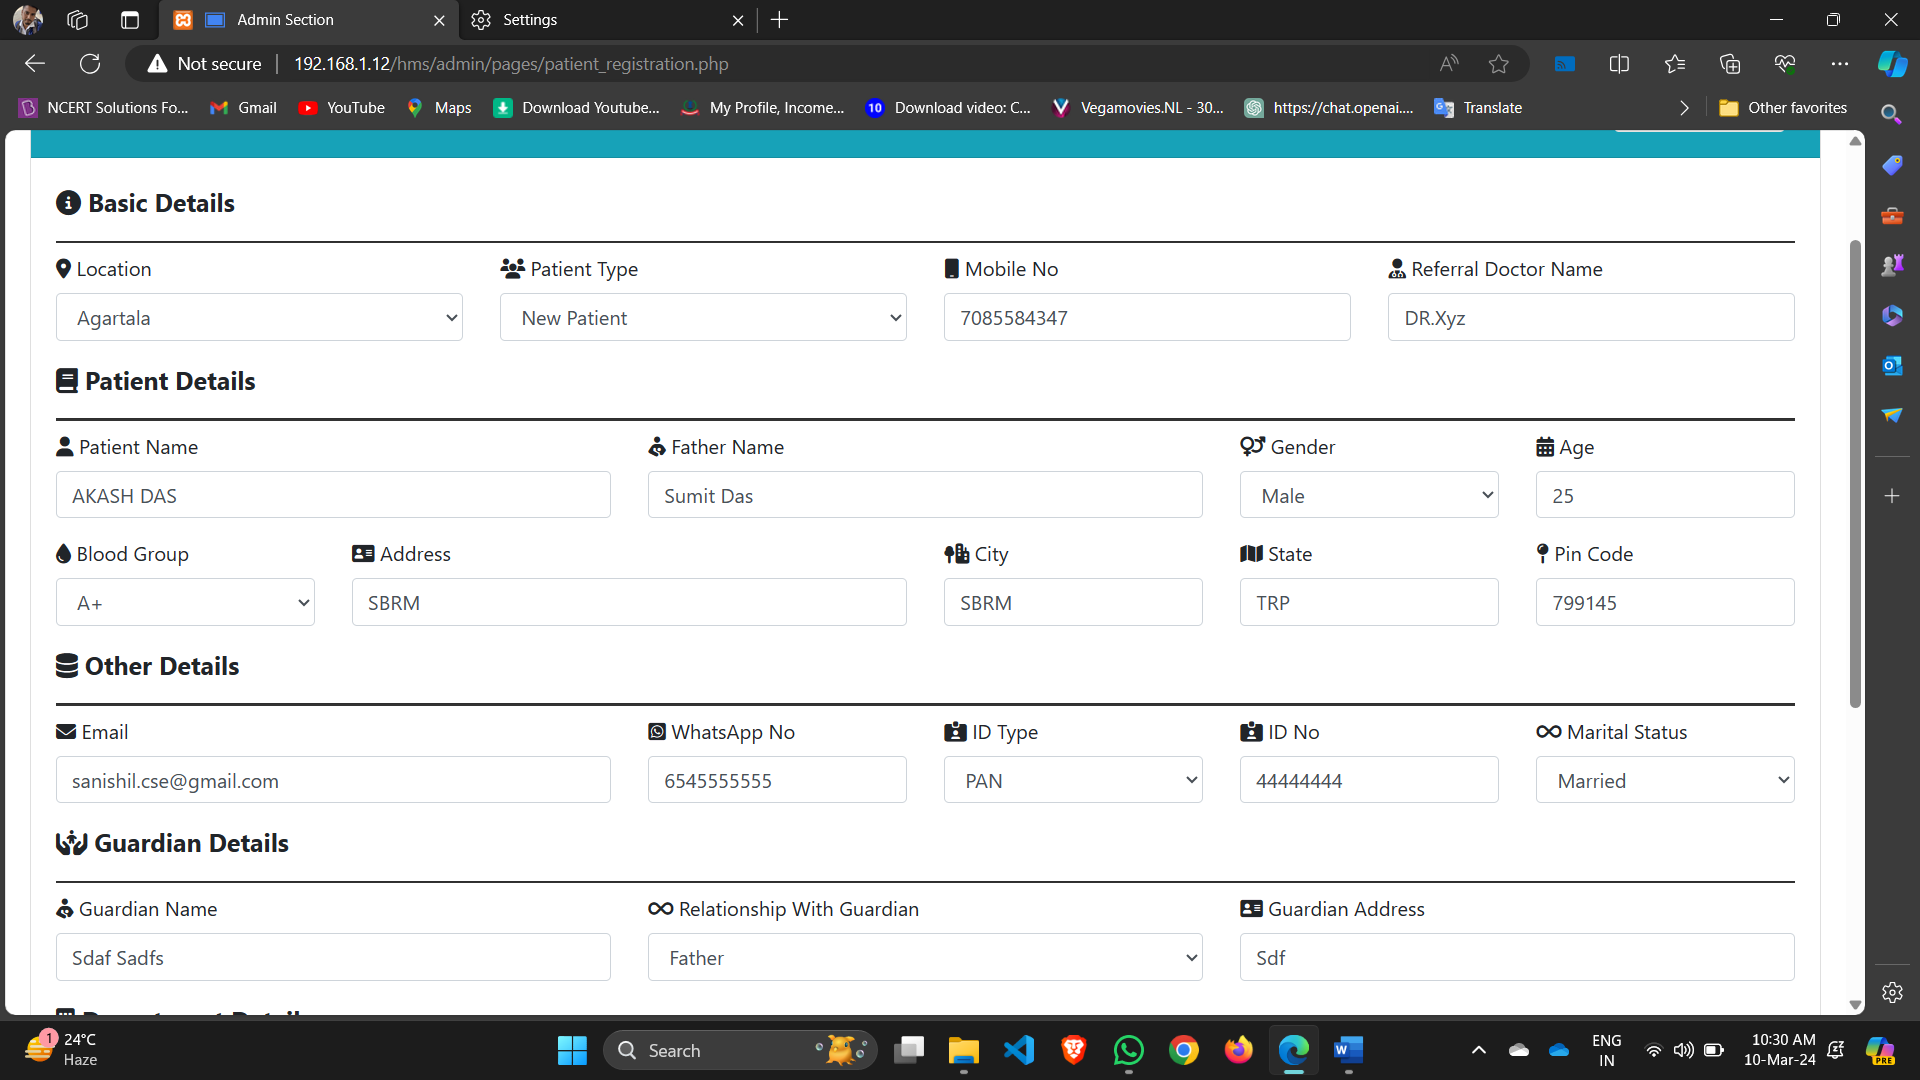 Admin Section
Settings
Not secure
192.168.1.12/hms/admin/pages/patient_registration.php
NCERT Solutions Fo...
Gmail
YouTube
Maps
Download Youtube...
My Profile, Income...
10
Download video: C...
Vegamovies.NL - 30...
https://chat.openai....
Translate
Other favorites
Basic Details
Location
Patient Type
Mobile No
Referral Doctor Name
Agartala
New Patient
7085584347
DR.Xyz
Patient Details
Patient Name
Father Name
Gender
Age
AKASH DAS
Sumit Das
Male
25
Blood Group
Address
City
State
Pin Code
A+
SBRM
SBRM
TRP
799145
Other Details
Email
WhatsApp No
ID Type
ID No
Marital Status
sanishil.cse@gmail.com
6545555555
PAN
44444444
Married
Guardian Details
Guardian Name
Relationship With Guardian
Guardian Address
Sdaf Sadfs
Father
Sdf
1
24°C
Haze
Search
ENG
IN
10:30 AM
10-Mar-24
PRE